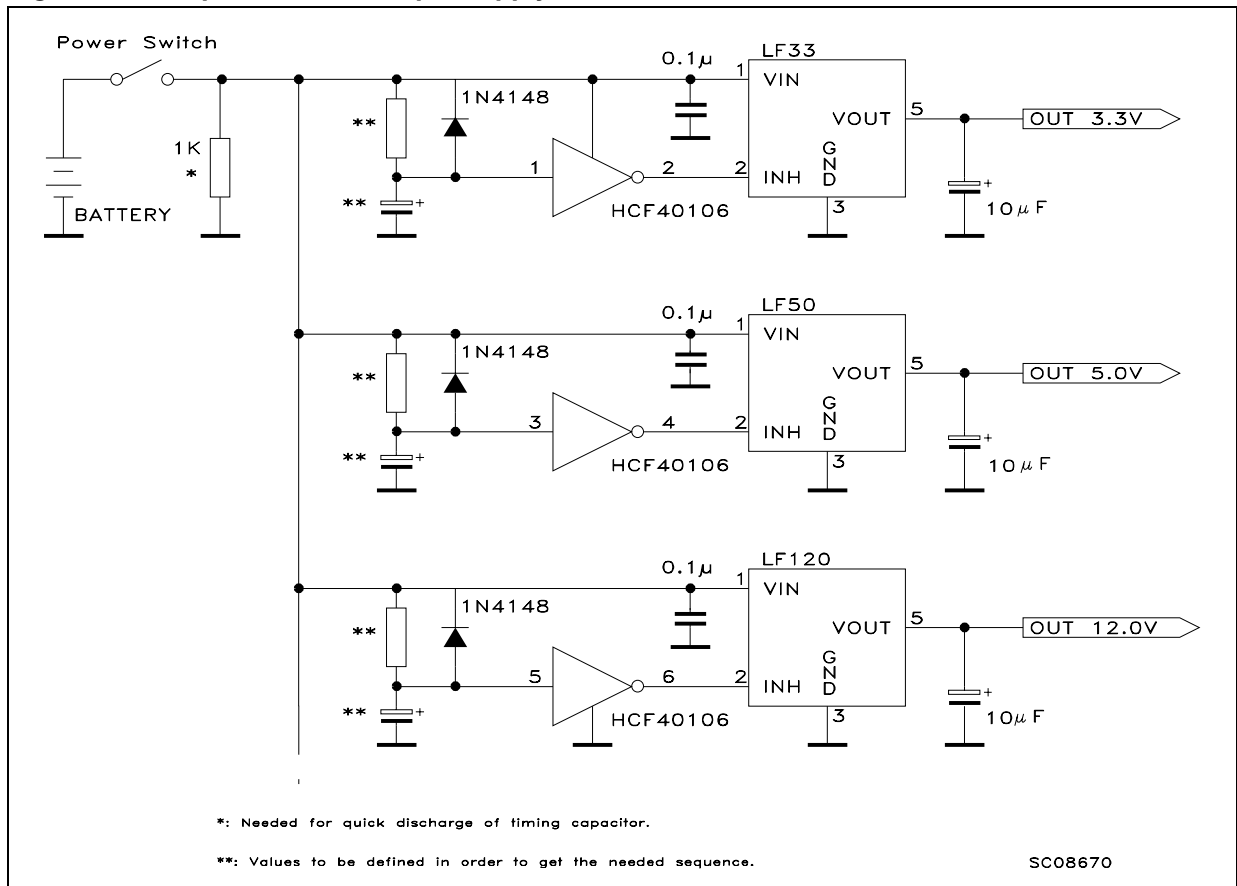 Power Switch
BATTERY
1K
*
**
**
1N4148
1
2
HCF40106
0.1μ
LF33
1
VIN
2
INH
GND
3
VOUT
5
10μF
+
+
OUT 3.3V
**
**
1N4148
3
4
HCF40106
0.1μ
LF50
1
VIN
2
INH
GND
3
VOUT
5
10μF
+
+
OUT 5.0V
**
**
1N4148
5
6
HCF40106
0.1μ
LF120
1
VIN
2
INH
GND
3
VOUT
5
10μF
+
+
OUT 12.0V
*: Needed for quick discharge of timing capacitor.
**: Values to be defined in order to get the needed sequence.
SC08670